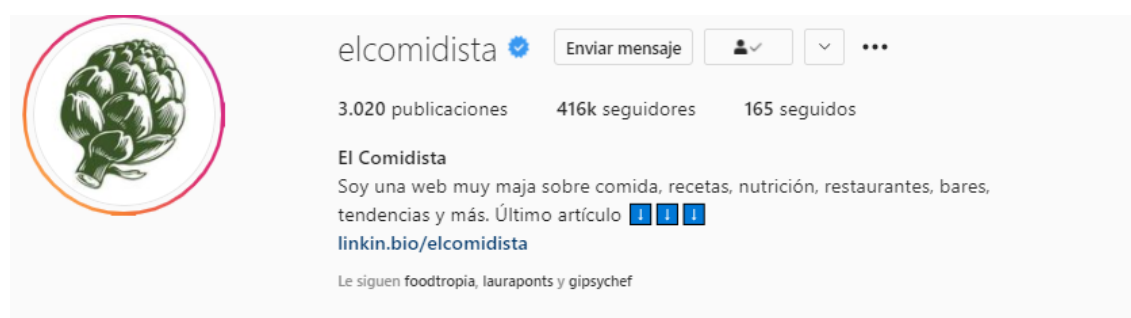 elcomidista
Enviar mensaje
3.020 publicaciones 416k seguidores 165 seguidos
El Comidista
Soy una web muy maja sobre comida, recetas, nutrición, restaurantes, bares,
tendencias y más. Último artículo ⬇️⬇️⬇️
linkin.bio/elcomidista
Le siguen foodtropia, lauraponts y gipsychef